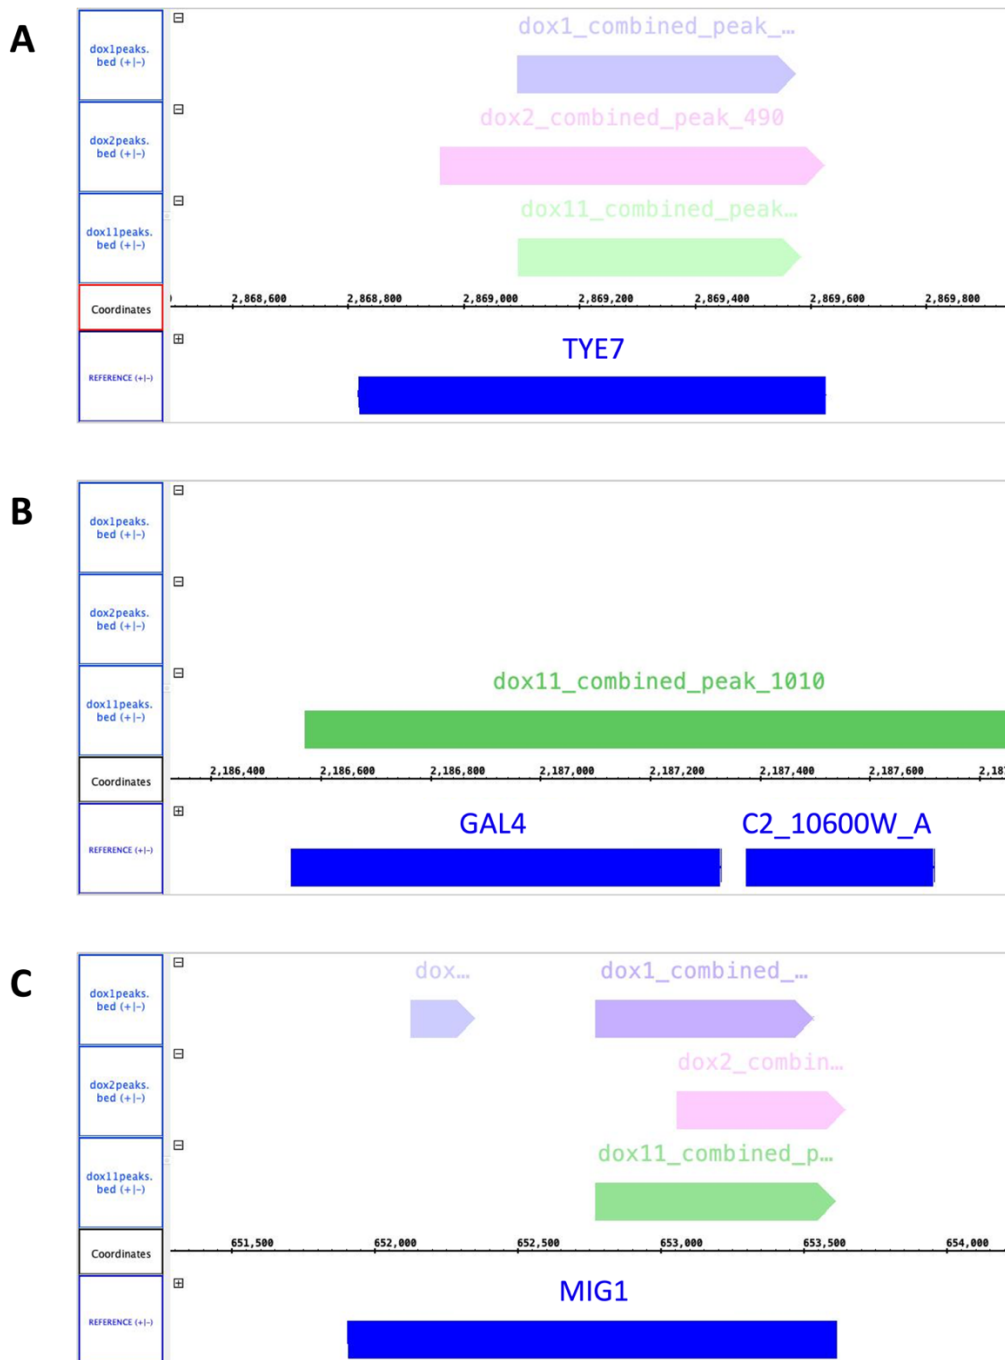 A
dox1_combined_peak_…
dox1peaks.
bed (+|-)
dox2_combined_peak_490
dox2peaks.
bed (+|-)
dox11_combined_peak…
dox11peaks.
bed (+|-)
Coordinates
2,868,600 2,868,800 2,869,000 2,869,200 2,869,400 2,869,600 2,869,800
TYE7
REFERENCE (+|-)
B
dox1peaks.
bed (+|-)
dox2peaks.
bed (+|-)
dox11_combined_peak_1010
dox11peaks.
bed (+|-)
Coordinates
2,186,400 2,186,600 2,186,800 2,187,000 2,187,200 2,187,400 2,187,600
GAL4 C2_10600W_A
REFERENCE (+|-)
C
dox… dox1_combined_…
dox1peaks.
bed (+|-)
dox2_combin…
dox2peaks.
bed (+|-)
dox11_combined_p…
dox11peaks.
bed (+|-)
Coordinates
651,500 652,000 652,500 653,000 653,500 654,000
MIG1
REFERENCE (+|-)